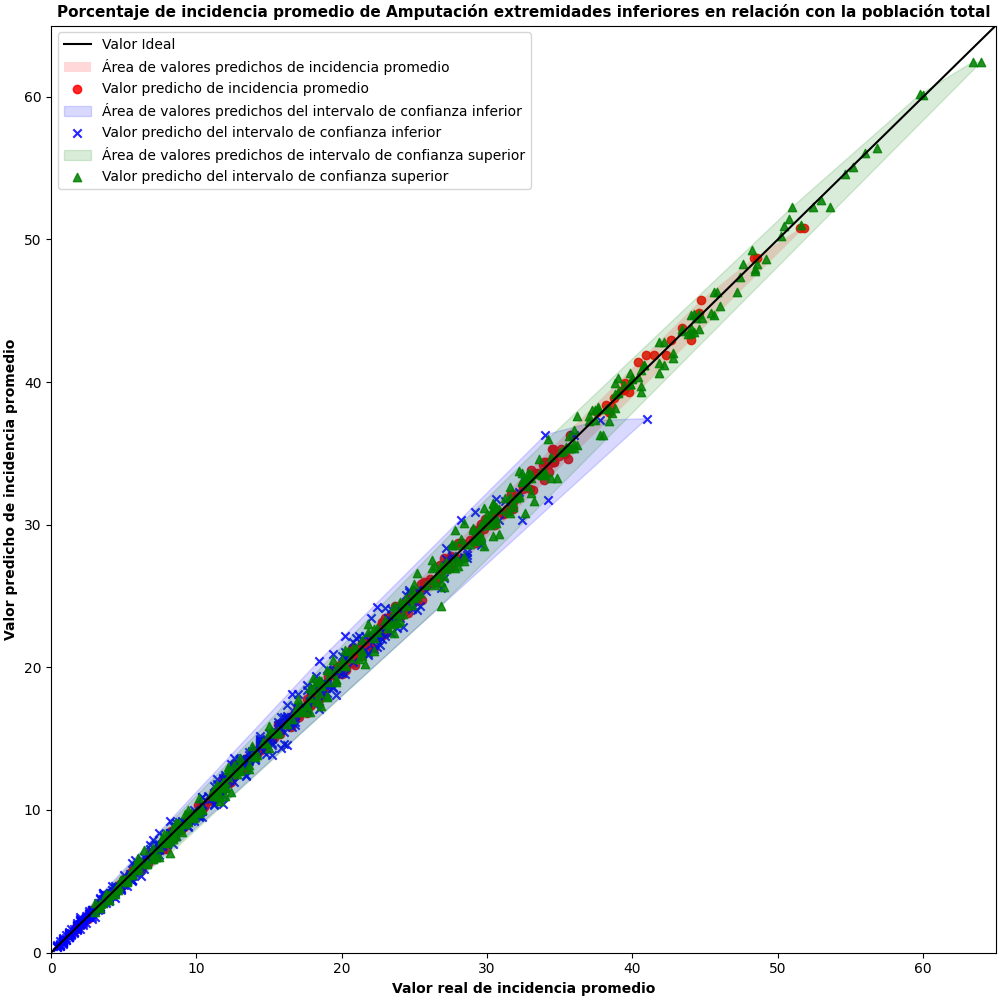 Porcentaje de incidencia promedio de Amputación extremidades inferiores en relación con la población total
Valor Ideal
Área de valores predichos de incidencia promedio
Valor predicho de incidencia promedio
Área de valores predichos del intervalo de confianza inferior
Valor predicho del intervalo de confianza inferior
Área de valores predichos de intervalo de confianza superior
Valor predicho del intervalo de confianza superior
Valor predicho de incidencia promedio
60
50
40
30
20
10
0
0 10 20 30 40 50 60
Valor real de incidencia promedio